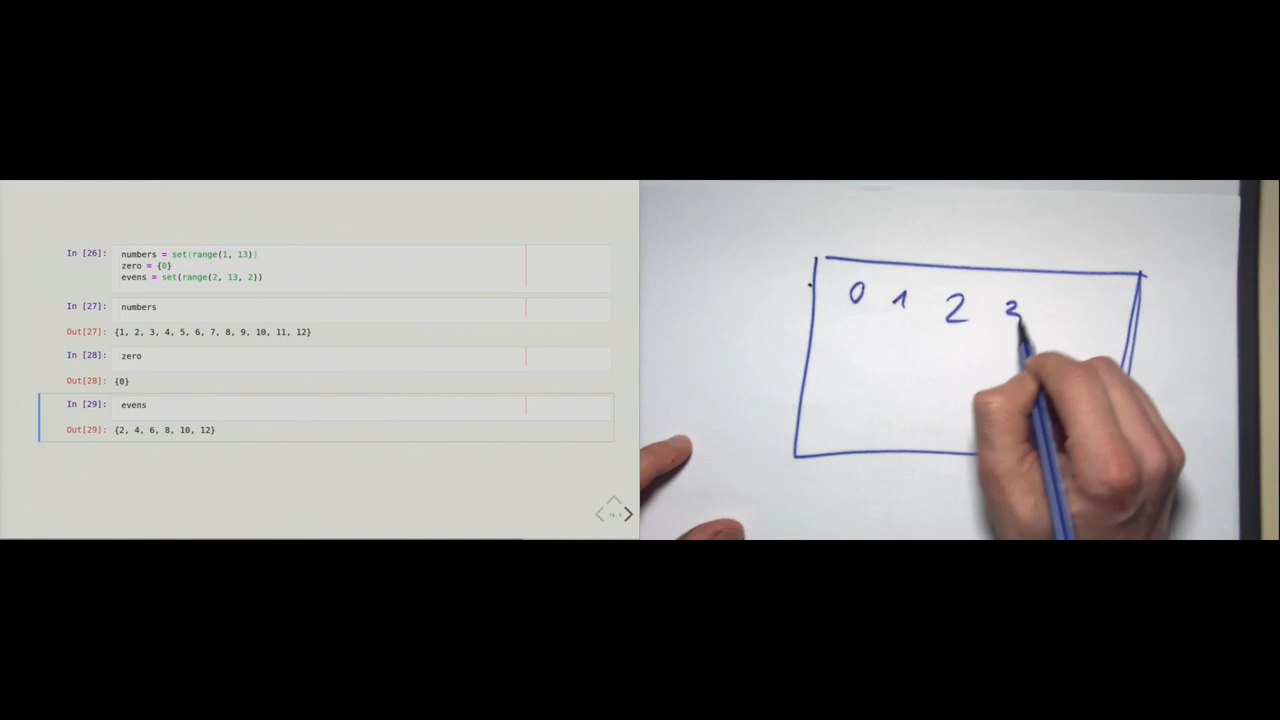 In [26]: numbers = set(range(1, 13))
zero = {0}
evens = set(range(2, 13, 2))
In [27]: numbers
Out[27]: {1, 2, 3, 4, 5, 6, 7, 8, 9, 10, 11, 12}
In [28]: zero
Out[28]: {0}
In [29]: evens
Out[29]: {2, 4, 6, 8, 10, 12}
0 1 2